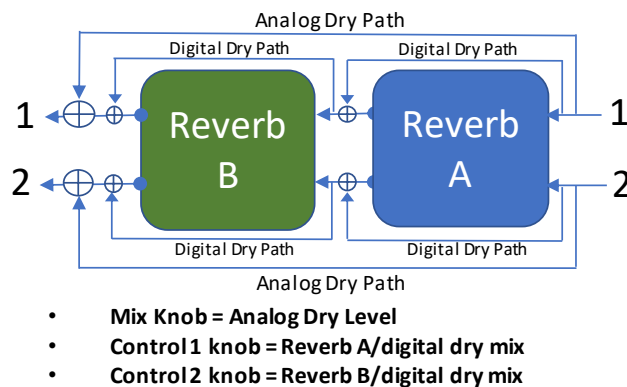 Analog Dry Path
Digital Dry Path
Digital Dry Path
1
Reverb
B
Reverb
A
1
2
2
Digital Dry Path
Digital Dry Path
Analog Dry Path
• Mix Knob = Analog Dry Level
• Control 1 knob = Reverb A/digital dry mix
• Control 2 knob = Reverb B/digital dry mix